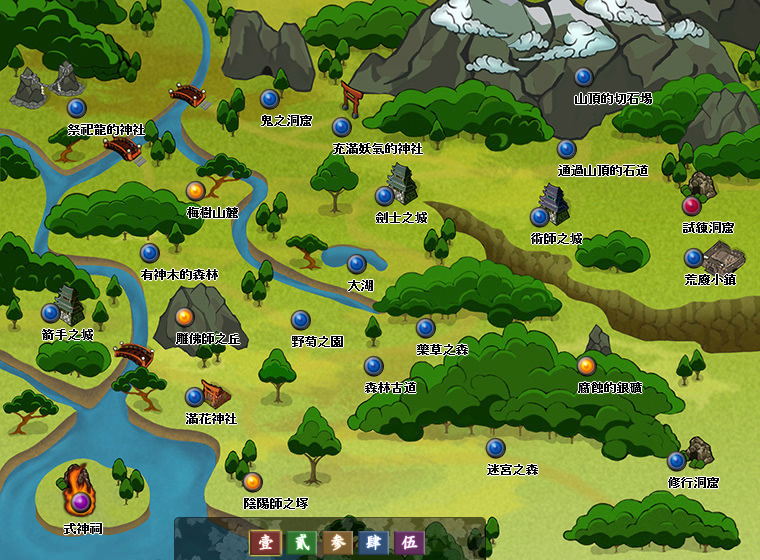 山頂的切石場
鬼之洞窟
祭祀龍的神社
充滿妖氣的神社
通過山頂的石道
梅樹山麓
劍士之城
術師之城
試鍊洞窟
有神木的森林
大湖
荒廢小鎮
箭手之城
雕佛師之丘
野菊之園
藥草之森
森林古道
腐蝕的銀礦
滿花神社
迷宮之森
修行洞窟
陰陽師之塚
式神祠
壹 貳 參 肆 伍